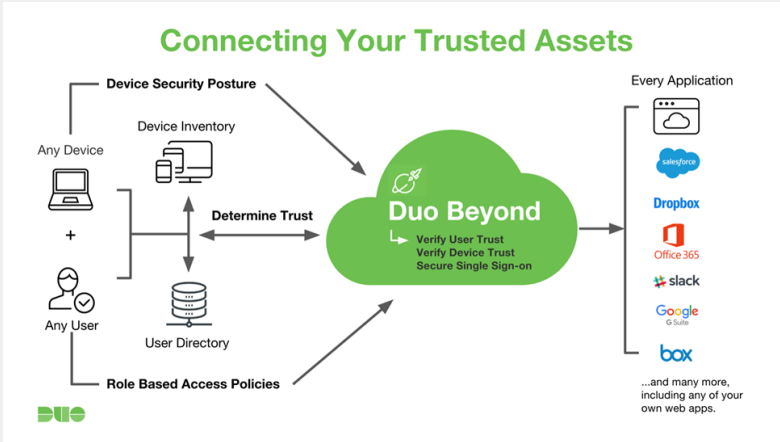 Connecting Your Trusted Assets
Device Security Posture
Every Application
Device Inventory
Any Device
salesforce
Duo Beyond
Dropbox
Determine Trust
Verify User Trust
Verify Device Trust
Secure Single Sign-on
+
Office 365
slack
Google
G Suite
Any User
User Directory
box
Role Based Access Policies
...and many more,
including any of your
own web apps.
DUO